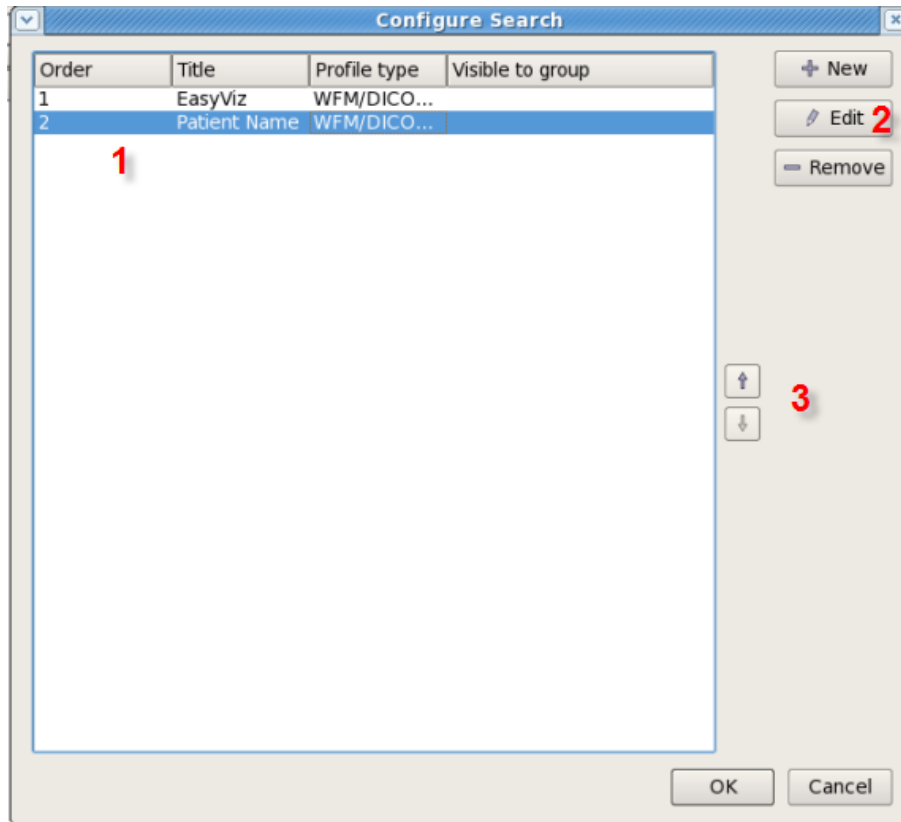 Configure Search
Order Title Profile type Visible to group
1 EasyViz WFM/DICO...
2 Patient Name WFM/DICO...
1
New
Edit 2
Remove
3
OK Cancel